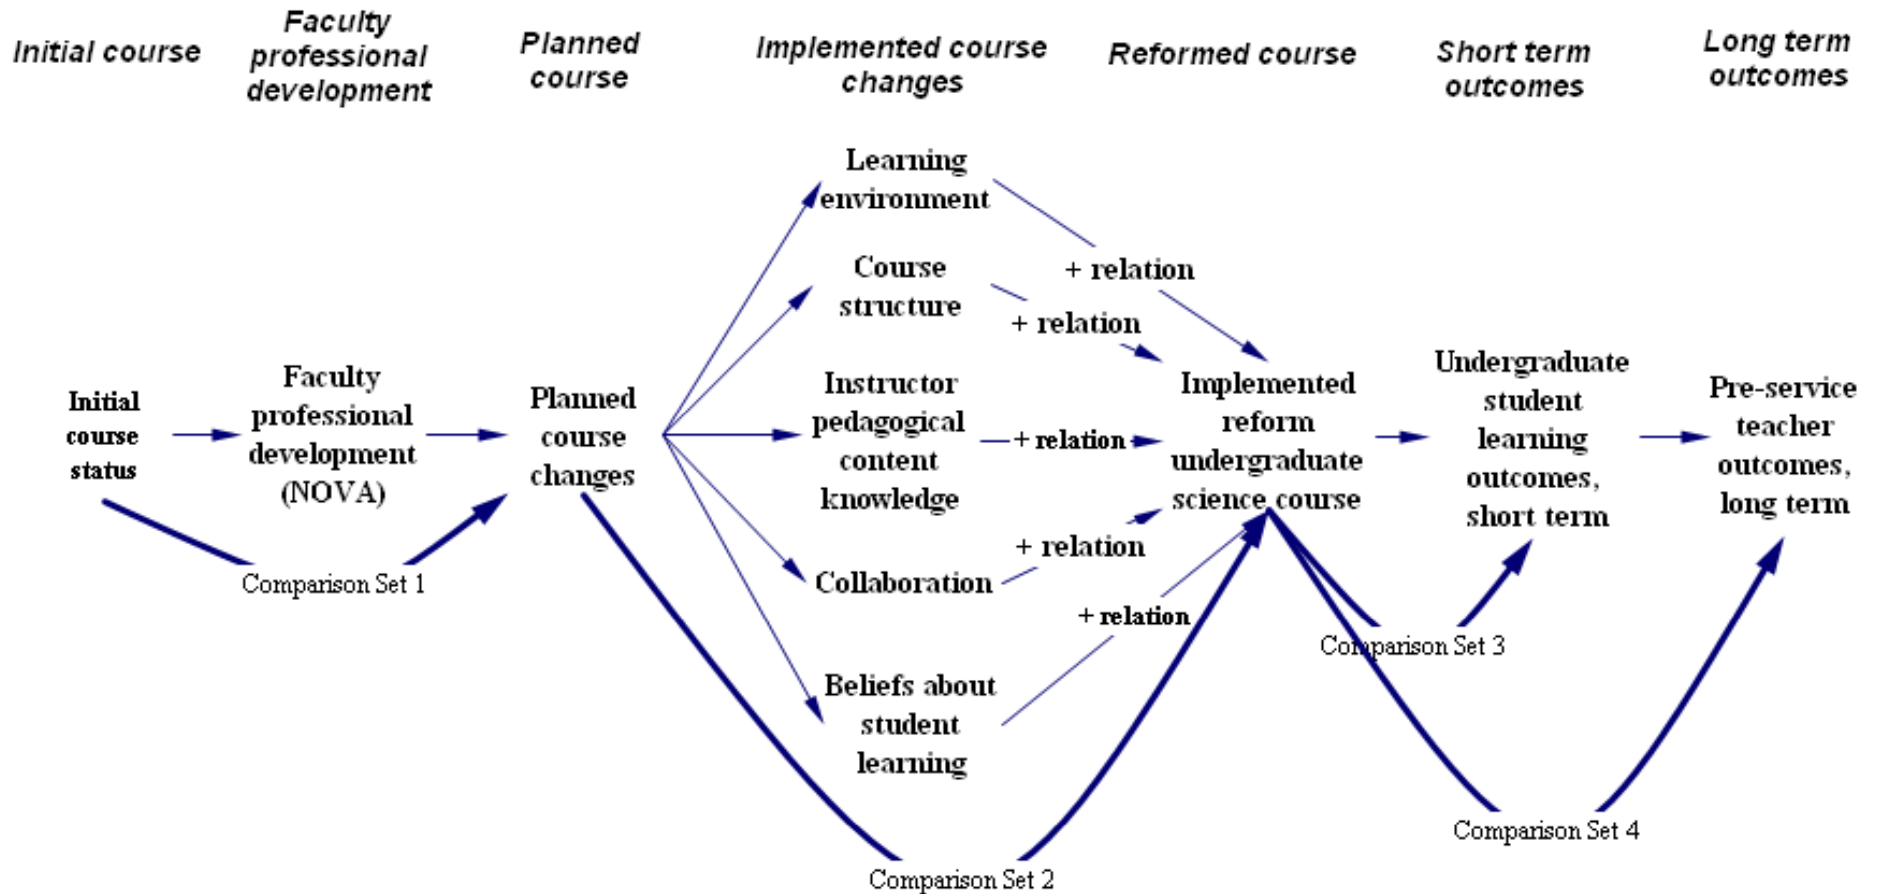 Initial course
Faculty
professional
development
Planned
course
Implemented course
changes
Reformed course
Short term
outcomes
Long term
outcomes
Initial
course
status
Faculty
professional
development
(NOVA)
Planned
course
changes
Learning
environment
Course
structure
Instructor
pedagogical
content
knowledge
Collaboration
Beliefs about
student
learning
+ relation
+ relation
+ relation
+ relation
+ relation
Implemented
reform
undergraduate
science course
Undergraduate
student
learning
outcomes,
short term
Pre-service
teacher
outcomes,
long term
Comparison Set 1
Comparison Set 2
Comparison Set 3
Comparison Set 4